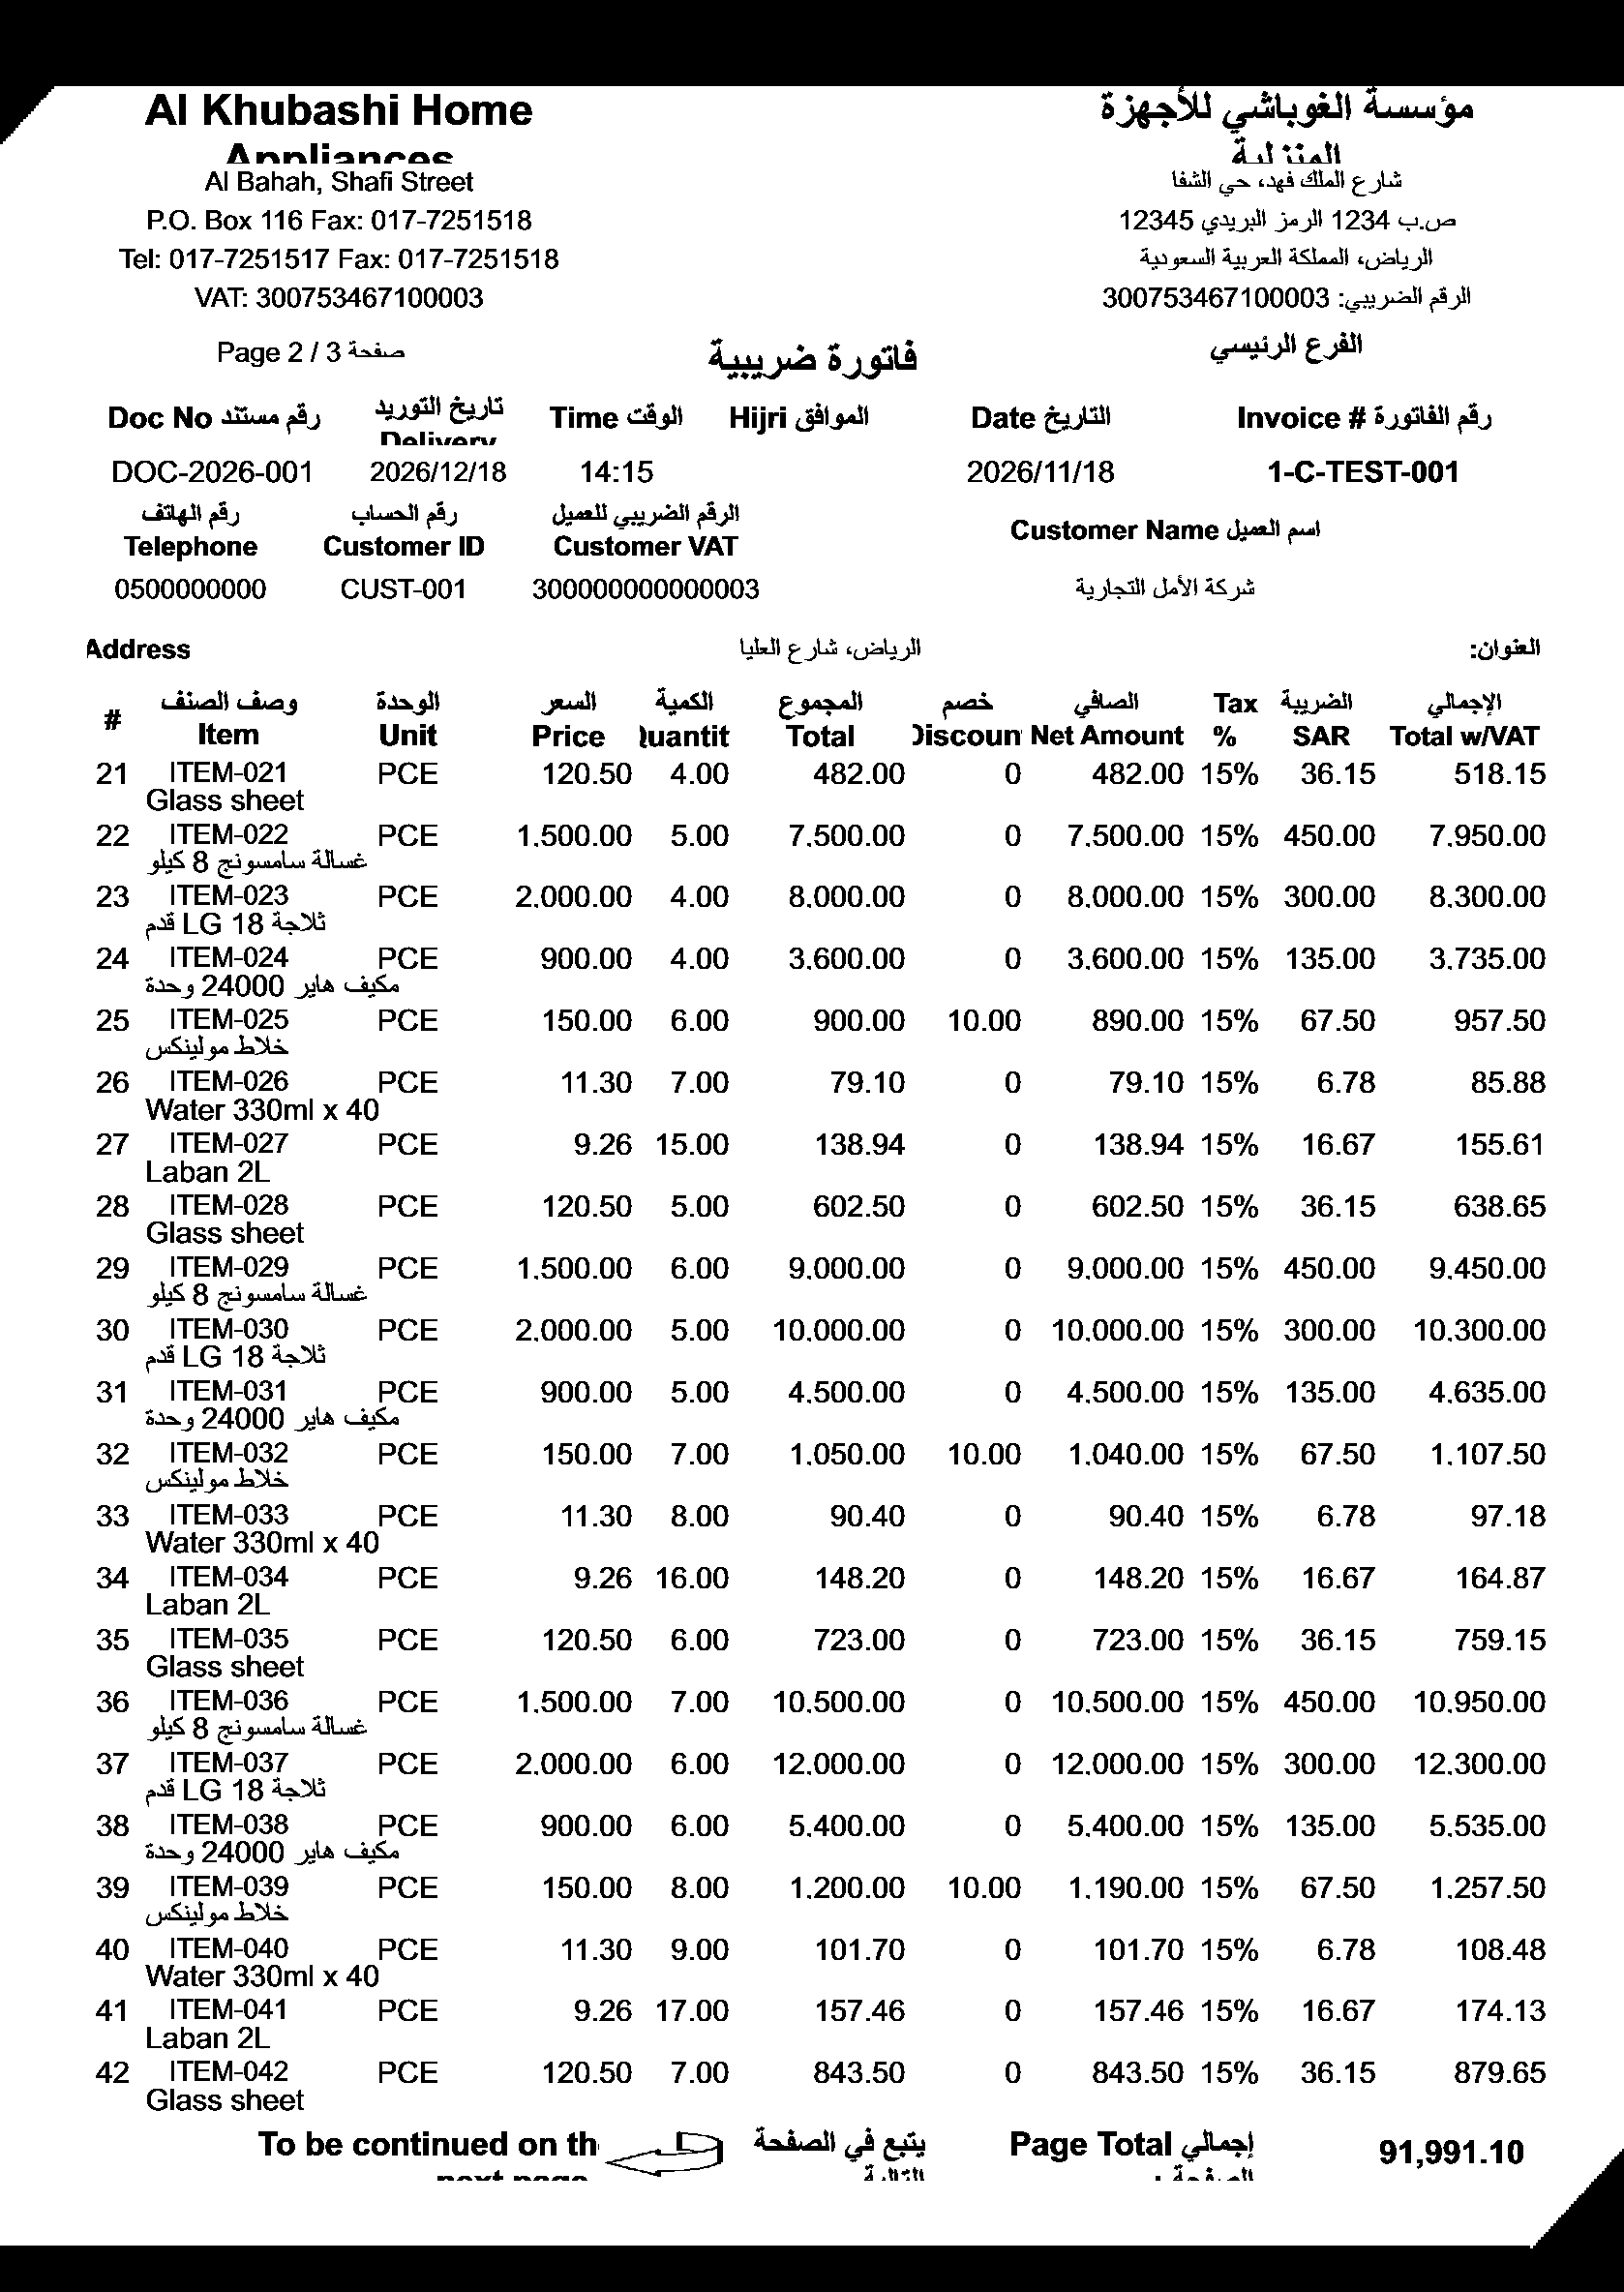 Al Khubashi Home
Appliances
Al Bahah, Shafi Street
P.O. Box 116 Fax: 017-7251518
Tel: 017-7251517 Fax: 017-7251518
VAT: 300753467100003
مؤسسة الغوباشي للأجهزة
المنزلية
شارع الملك فهد، حي الشفا
ص.ب 1234 الرمز البريدي 12345
الرياض، المملكة العربية السعودية
الرقم الضريبي: 300753467100003
Page 2 / 3 صفحة
فاتورة ضريبية
الفرع الرئيسي
Doc No رقم مستند تاريخ التوريد Delivery Time الوقت Hijri الموافق Date التاريخ Invoice # رقم الفاتورة
DOC-2026-001 2026/12/18 14:15 2026/11/18 1-C-TEST-001
رقم الهاتف رقم الحساب الرقم الضريبي للعميل
Telephone Customer ID Customer VAT Customer Name اسم العميل
0500000000 CUST-001 300000000000003 شركة الأمل التجارية
Address الرياض، شارع العليا العنوان:
وصف الصنف الوحدة السعر الكمية المجموع خصم الصافي Tax الضريبة الإجمالي
# Item Unit Price Quantit Total Discoun Net Amount % SAR Total w/VAT
21 ITEM-021 PCE 120.50 4.00 482.00 0 482.00 15% 36.15 518.15
Glass sheet
22 ITEM-022 PCE 1,500.00 5.00 7,500.00 0 7,500.00 15% 450.00 7,950.00
غسالة سامسونج 8 كيلو
23 ITEM-023 PCE 2,000.00 4.00 8,000.00 0 8,000.00 15% 300.00 8,300.00
ثلاجة LG 18 قدم
24 ITEM-024 PCE 900.00 4.00 3,600.00 0 3,600.00 15% 135.00 3,735.00
مكيف هاير 24000 وحدة
25 ITEM-025 PCE 150.00 6.00 900.00 10.00 890.00 15% 67.50 957.50
خلاط مولينكس
26 ITEM-026 PCE 11.30 7.00 79.10 0 79.10 15% 6.78 85.88
Water 330ml x 40
27 ITEM-027 PCE 9.26 15.00 138.94 0 138.94 15% 16.67 155.61
Laban 2L
28 ITEM-028 PCE 120.50 5.00 602.50 0 602.50 15% 36.15 638.65
Glass sheet
29 ITEM-029 PCE 1,500.00 6.00 9,000.00 0 9,000.00 15% 450.00 9,450.00
غسالة سامسونج 8 كيلو
30 ITEM-030 PCE 2,000.00 5.00 10,000.00 0 10,000.00 15% 300.00 10,300.00
ثلاجة LG 18 قدم
31 ITEM-031 PCE 900.00 5.00 4,500.00 0 4,500.00 15% 135.00 4,635.00
مكيف هاير 24000 وحدة
32 ITEM-032 PCE 150.00 7.00 1,050.00 10.00 1,040.00 15% 67.50 1,107.50
خلاط مولينكس
33 ITEM-033 PCE 11.30 8.00 90.40 0 90.40 15% 6.78 97.18
Water 330ml x 40
34 ITEM-034 PCE 9.26 16.00 148.20 0 148.20 15% 16.67 164.87
Laban 2L
35 ITEM-035 PCE 120.50 6.00 723.00 0 723.00 15% 36.15 759.15
Glass sheet
36 ITEM-036 PCE 1,500.00 7.00 10,500.00 0 10,500.00 15% 450.00 10,950.00
غسالة سامسونج 8 كيلو
37 ITEM-037 PCE 2,000.00 6.00 12,000.00 0 12,000.00 15% 300.00 12,300.00
ثلاجة LG 18 قدم
38 ITEM-038 PCE 900.00 6.00 5,400.00 0 5,400.00 15% 135.00 5,535.00
مكيف هاير 24000 وحدة
39 ITEM-039 PCE 150.00 8.00 1,200.00 10.00 1,190.00 15% 67.50 1,257.50
خلاط مولينكس
40 ITEM-040 PCE 11.30 9.00 101.70 0 101.70 15% 6.78 108.48
Water 330ml x 40
41 ITEM-041 PCE 9.26 17.00 157.46 0 157.46 15% 16.67 174.13
Laban 2L
42 ITEM-042 PCE 120.50 7.00 843.50 0 843.50 15% 36.15 879.65
Glass sheet
To be continued on th يتبع في الصفحة Page Total إجمالي 91,991.10
next page التالية الصفحة :